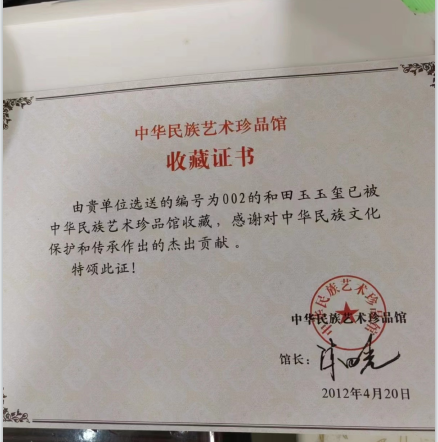 中华民族艺术珍品馆
收藏证书
由贵单位选送的编号为002的和田玉玉玺已被
中华民族艺术珍品馆收藏，感谢对中华民族文化
保护和传承作出的杰出贡献。
特颂此证！
中华民族艺术珍品馆
中华民族艺术珍品馆
馆长：
2012年4月20日